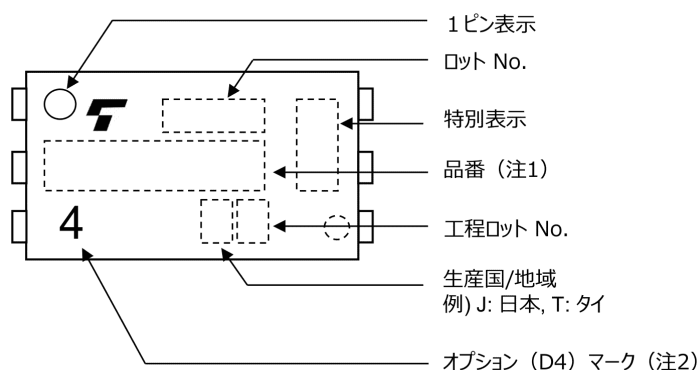 1ピン表示
ロット No.
特別表示
品番（注1）
4
工程ロット No.
生産国/地域
例) J: 日本, T: タイ
オプション（D4）マーク（注2）